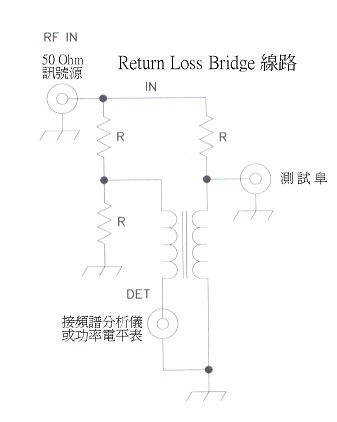 RF IN
50 Ohm
訊號源
Return Loss Bridge 線路
IN
R
R
測試阜
R
DET
接頻譜分析儀
或功率電平表